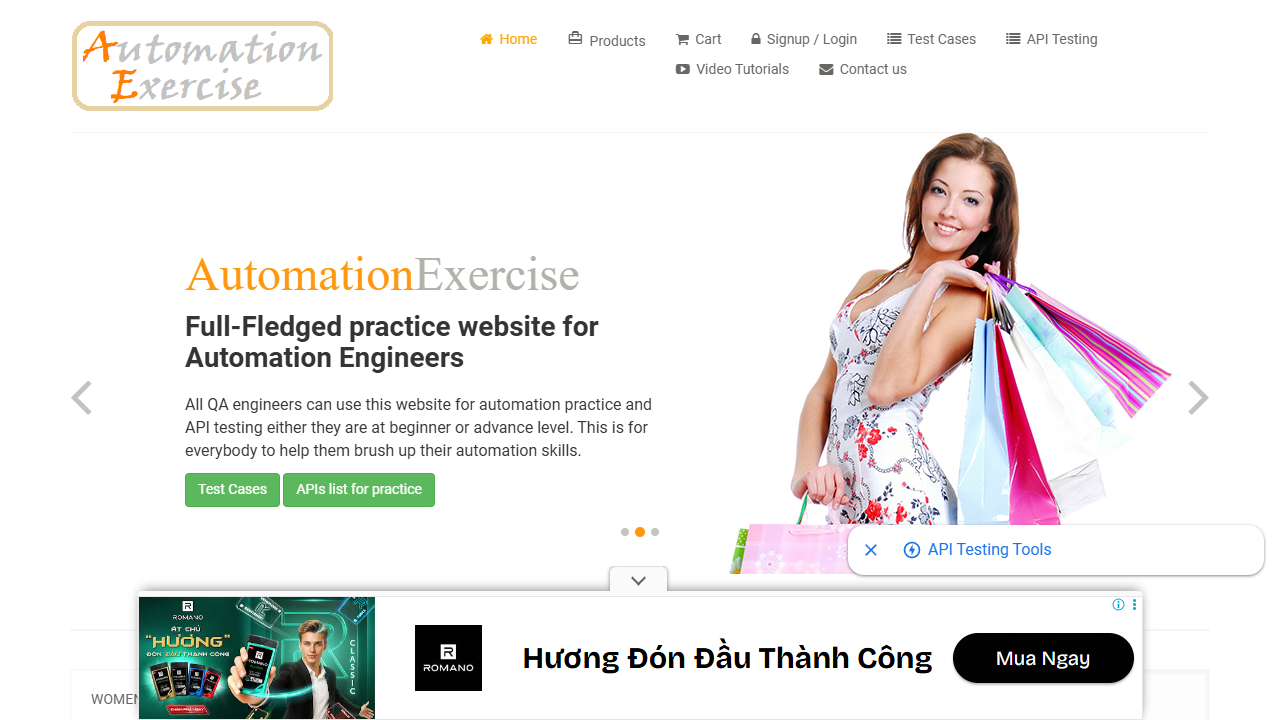 Automation
Exercise
Home
Products
Cart
Signup / Login
Test Cases
API Testing
Video Tutorials
Contact us
AutomationExercise
Full-Fledged practice website for
Automation Engineers
All QA engineers can use this website for automation practice and
API testing either they are at beginner or advance level. This is for
everybody to help them brush up their automation skills.
Test Cases
APIs list for practice
API Testing Tools
ROMANO
ÁT CHỦ
"HƯƠNG"
ĐÓN ĐẦU THÀNH CÔNG
CLASSIC
ROMANO
Hương Đón Đầu Thành Công
Mua Ngay
WOMEN